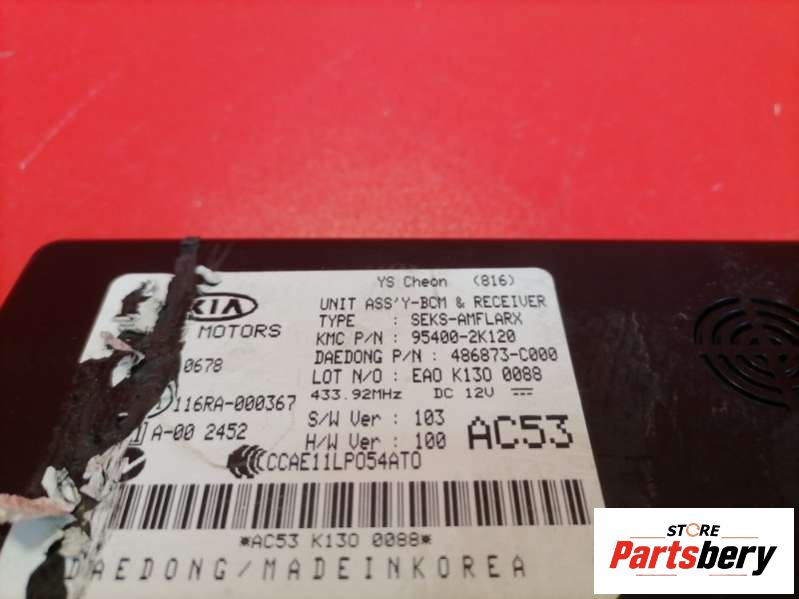 YS Cheon (816)
KIA
MOTORS
UNIT ASS'Y-BCM & RECEIVER
TYPE : SEKS-AMFLARX
KMC P/N : 95400-2K120
DAEDONG P/N : 486873-C000
LOT N/O : EAO K130 0088
433.92MHz DC 12V
0678
116RA-000367
A-00 2452
S/W Ver : 103
H/W Ver : 100
AC53
CCAE11LP054AT0
*AC53 K130 0088*
DAEDONG/MADEINKOREA
STORE
Partsbery